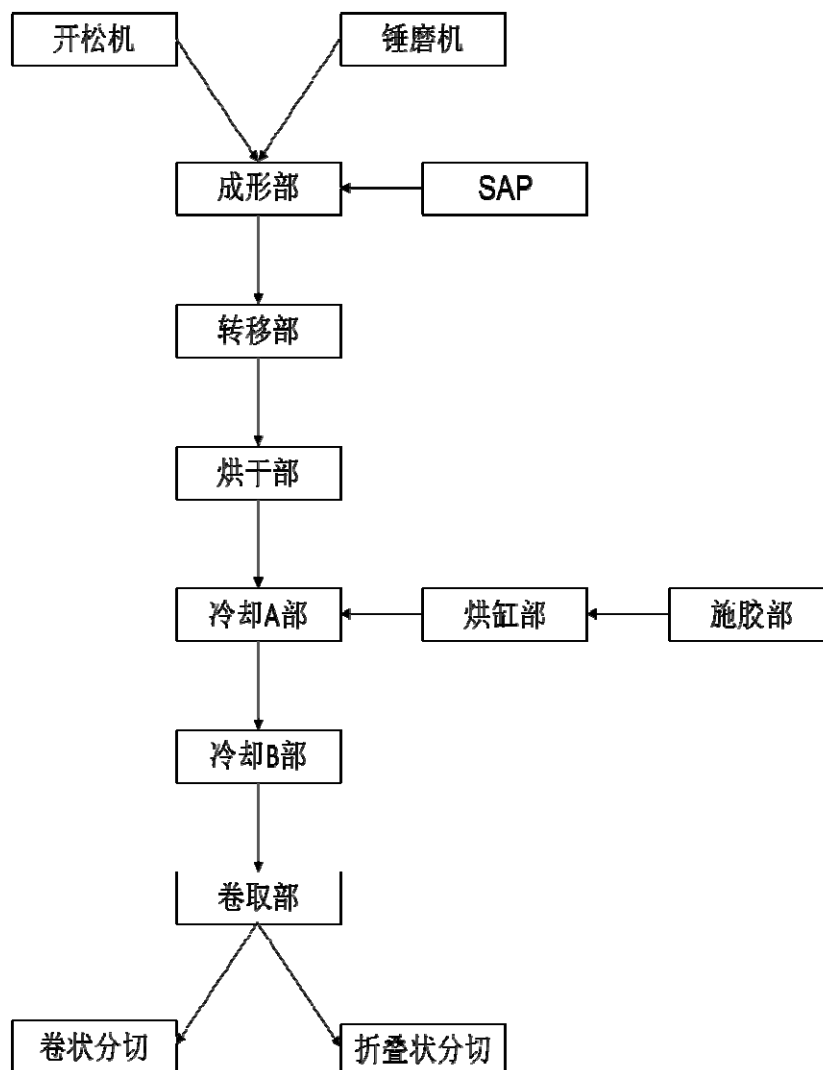 开松机
锤磨机
成形部
SAP
转移部
烘干部
冷却A部
烘缸部
施胶部
冷却B部
卷取部
卷状分切
折叠状分切